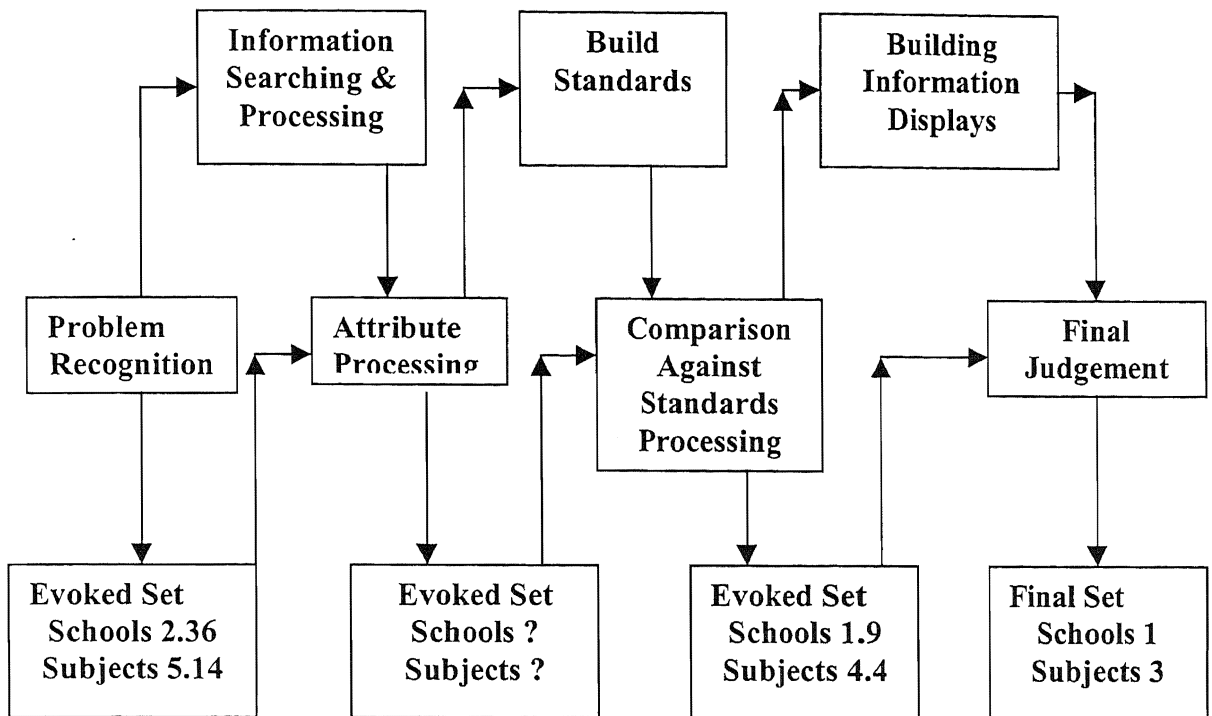 Information
Searching &
Processing
Build
Standards
Building
Information
Displays
Problem
Recognition
Attribute
Processing
Comparison
Against
Standards
Processing
Final
Judgement
Evoked Set
Schools 2.36
Subjects 5.14
Evoked Set
Schools ?
Subjects ?
Evoked Set
Schools 1.9
Subjects 4.4
Final Set
Schools 1
Subjects 3